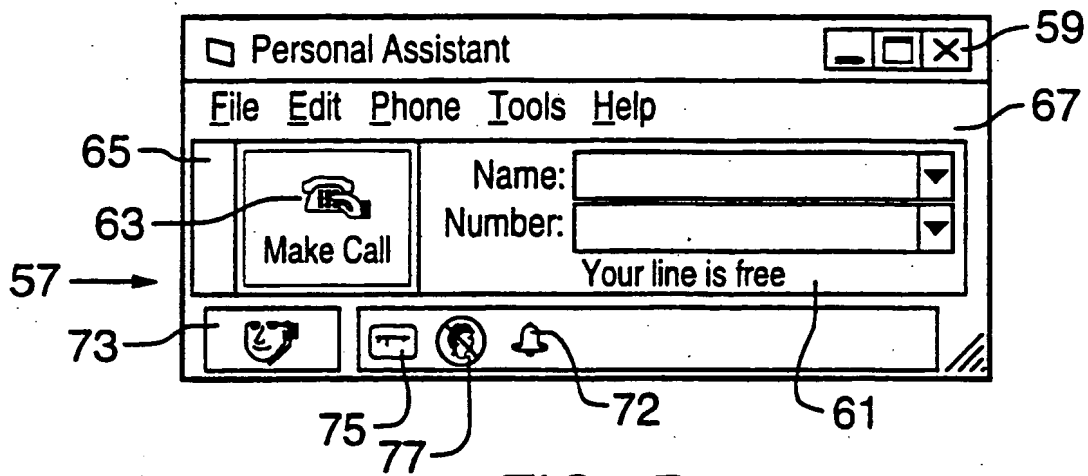 Personal Assistant 59
File Edit Phone Tools Help 67
65 Name:
63 Number:
Make Call
Your line is free
57
73
75 77 72 61